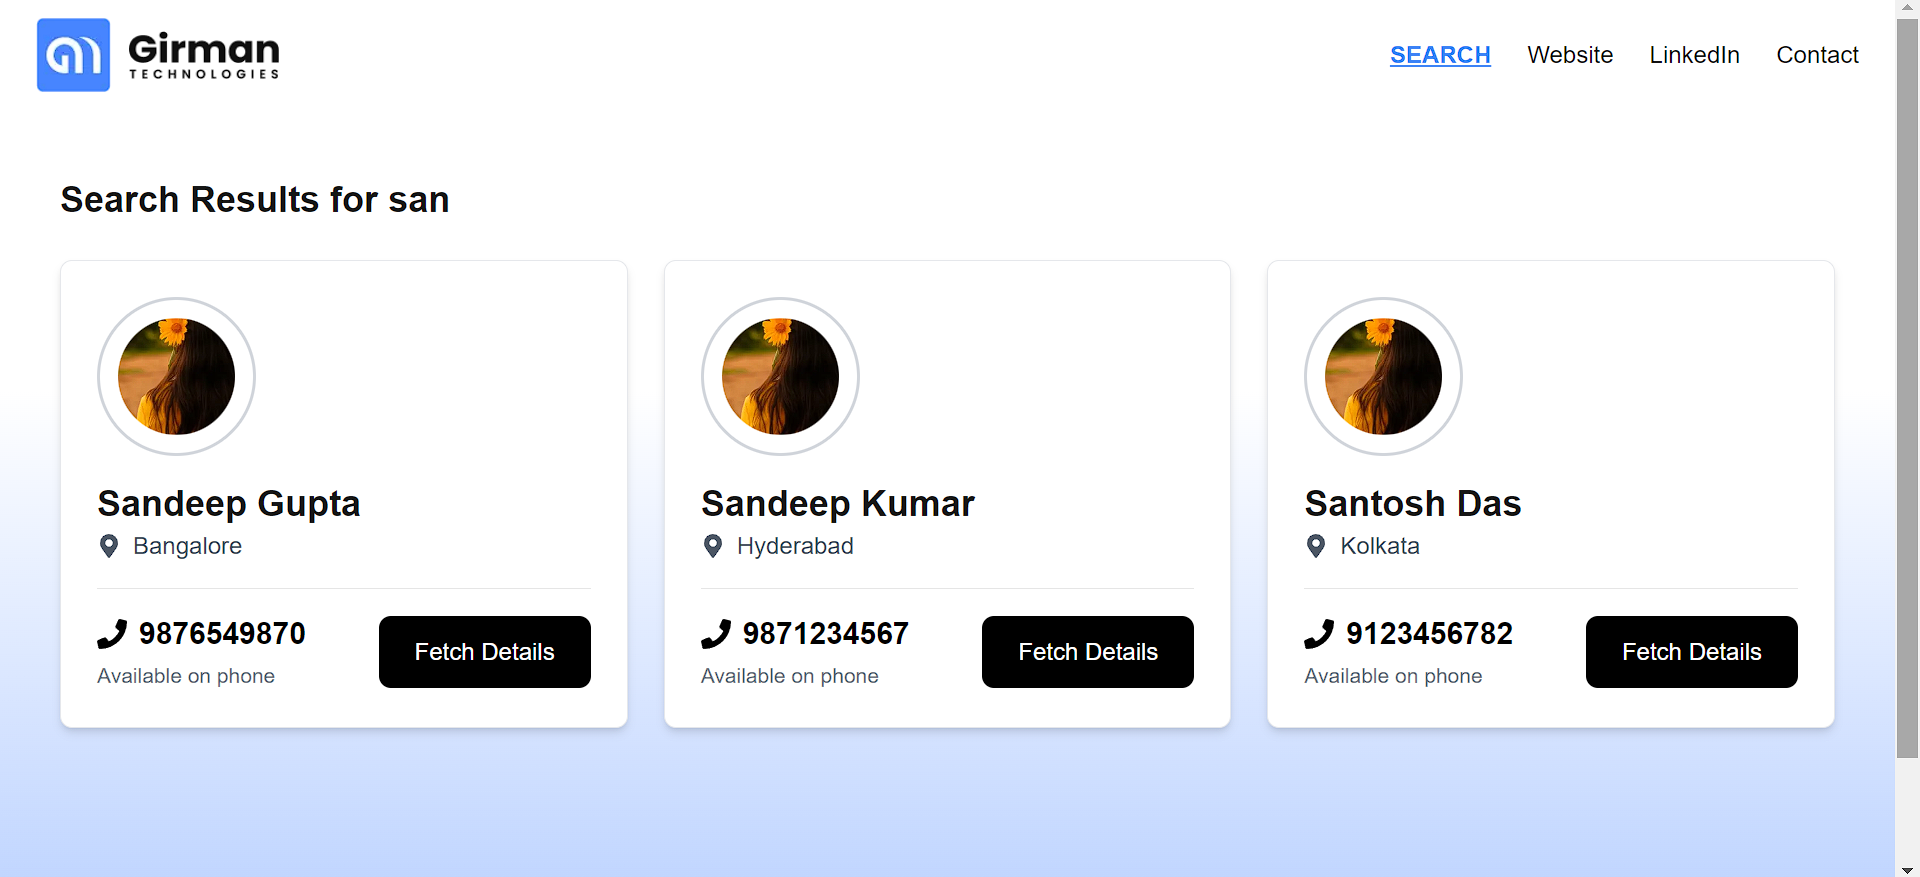 Girman
TECHNOLOGIES
SEARCH Website LinkedIn Contact
Search Results for san
Sandeep Gupta
Bangalore
9876549870
Available on phone
Fetch Details
Sandeep Kumar
Hyderabad
9871234567
Available on phone
Fetch Details
Santosh Das
Kolkata
9123456782
Available on phone
Fetch Details